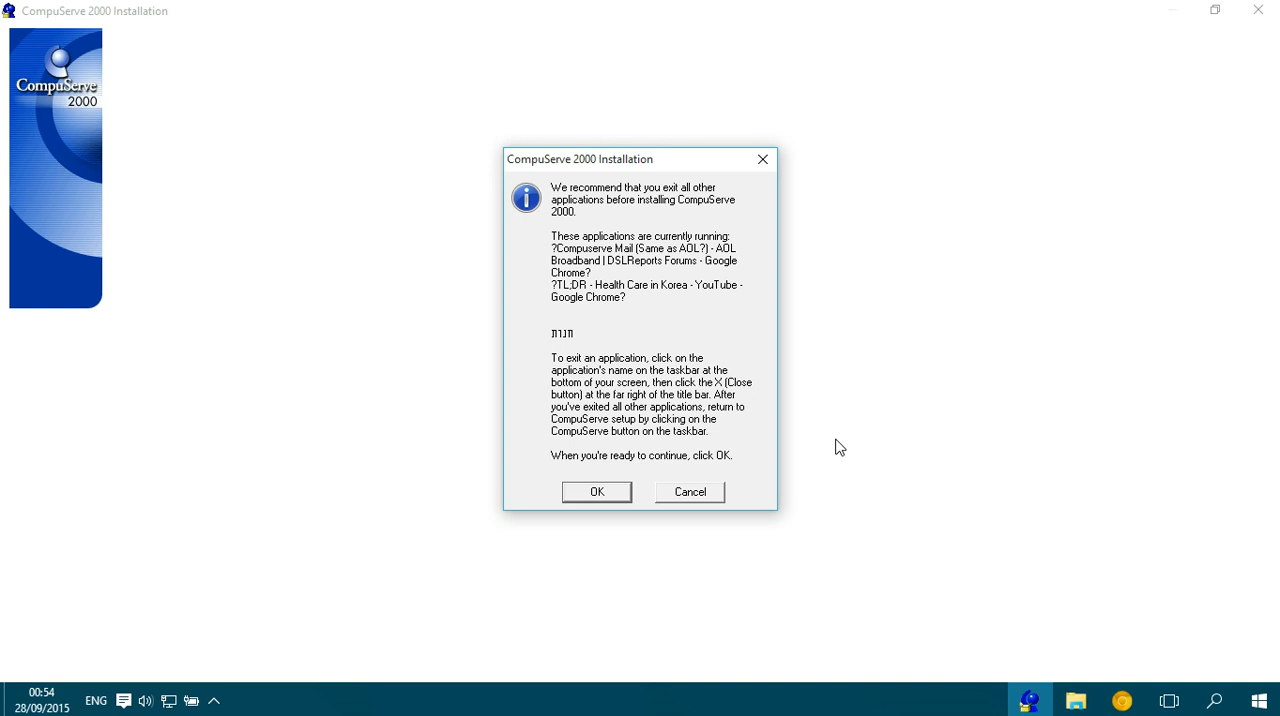 CompuServe 2000 Installation
CompuServe
2000
CompuServe 2000 Installation
We recommend that you exit all other
applications before installing CompuServe
2000.
These applications are currently running:
?Compuserve Mail (Same as AOL?) - AOL
Broadband | DSLReports Forums - Google
Chrome?
?TL;DR - Health Care in Korea - YouTube -
Google Chrome?
To exit an application, click on the
application's name on the taskbar at the
bottom of your screen, then click the X (Close
button) at the far right of the title bar. After
you've exited all other applications, return to
CompuServe setup by clicking on the
CompuServe button on the taskbar.
When you're ready to continue, click OK.
OK
Cancel
00:54
28/09/2015
ENG